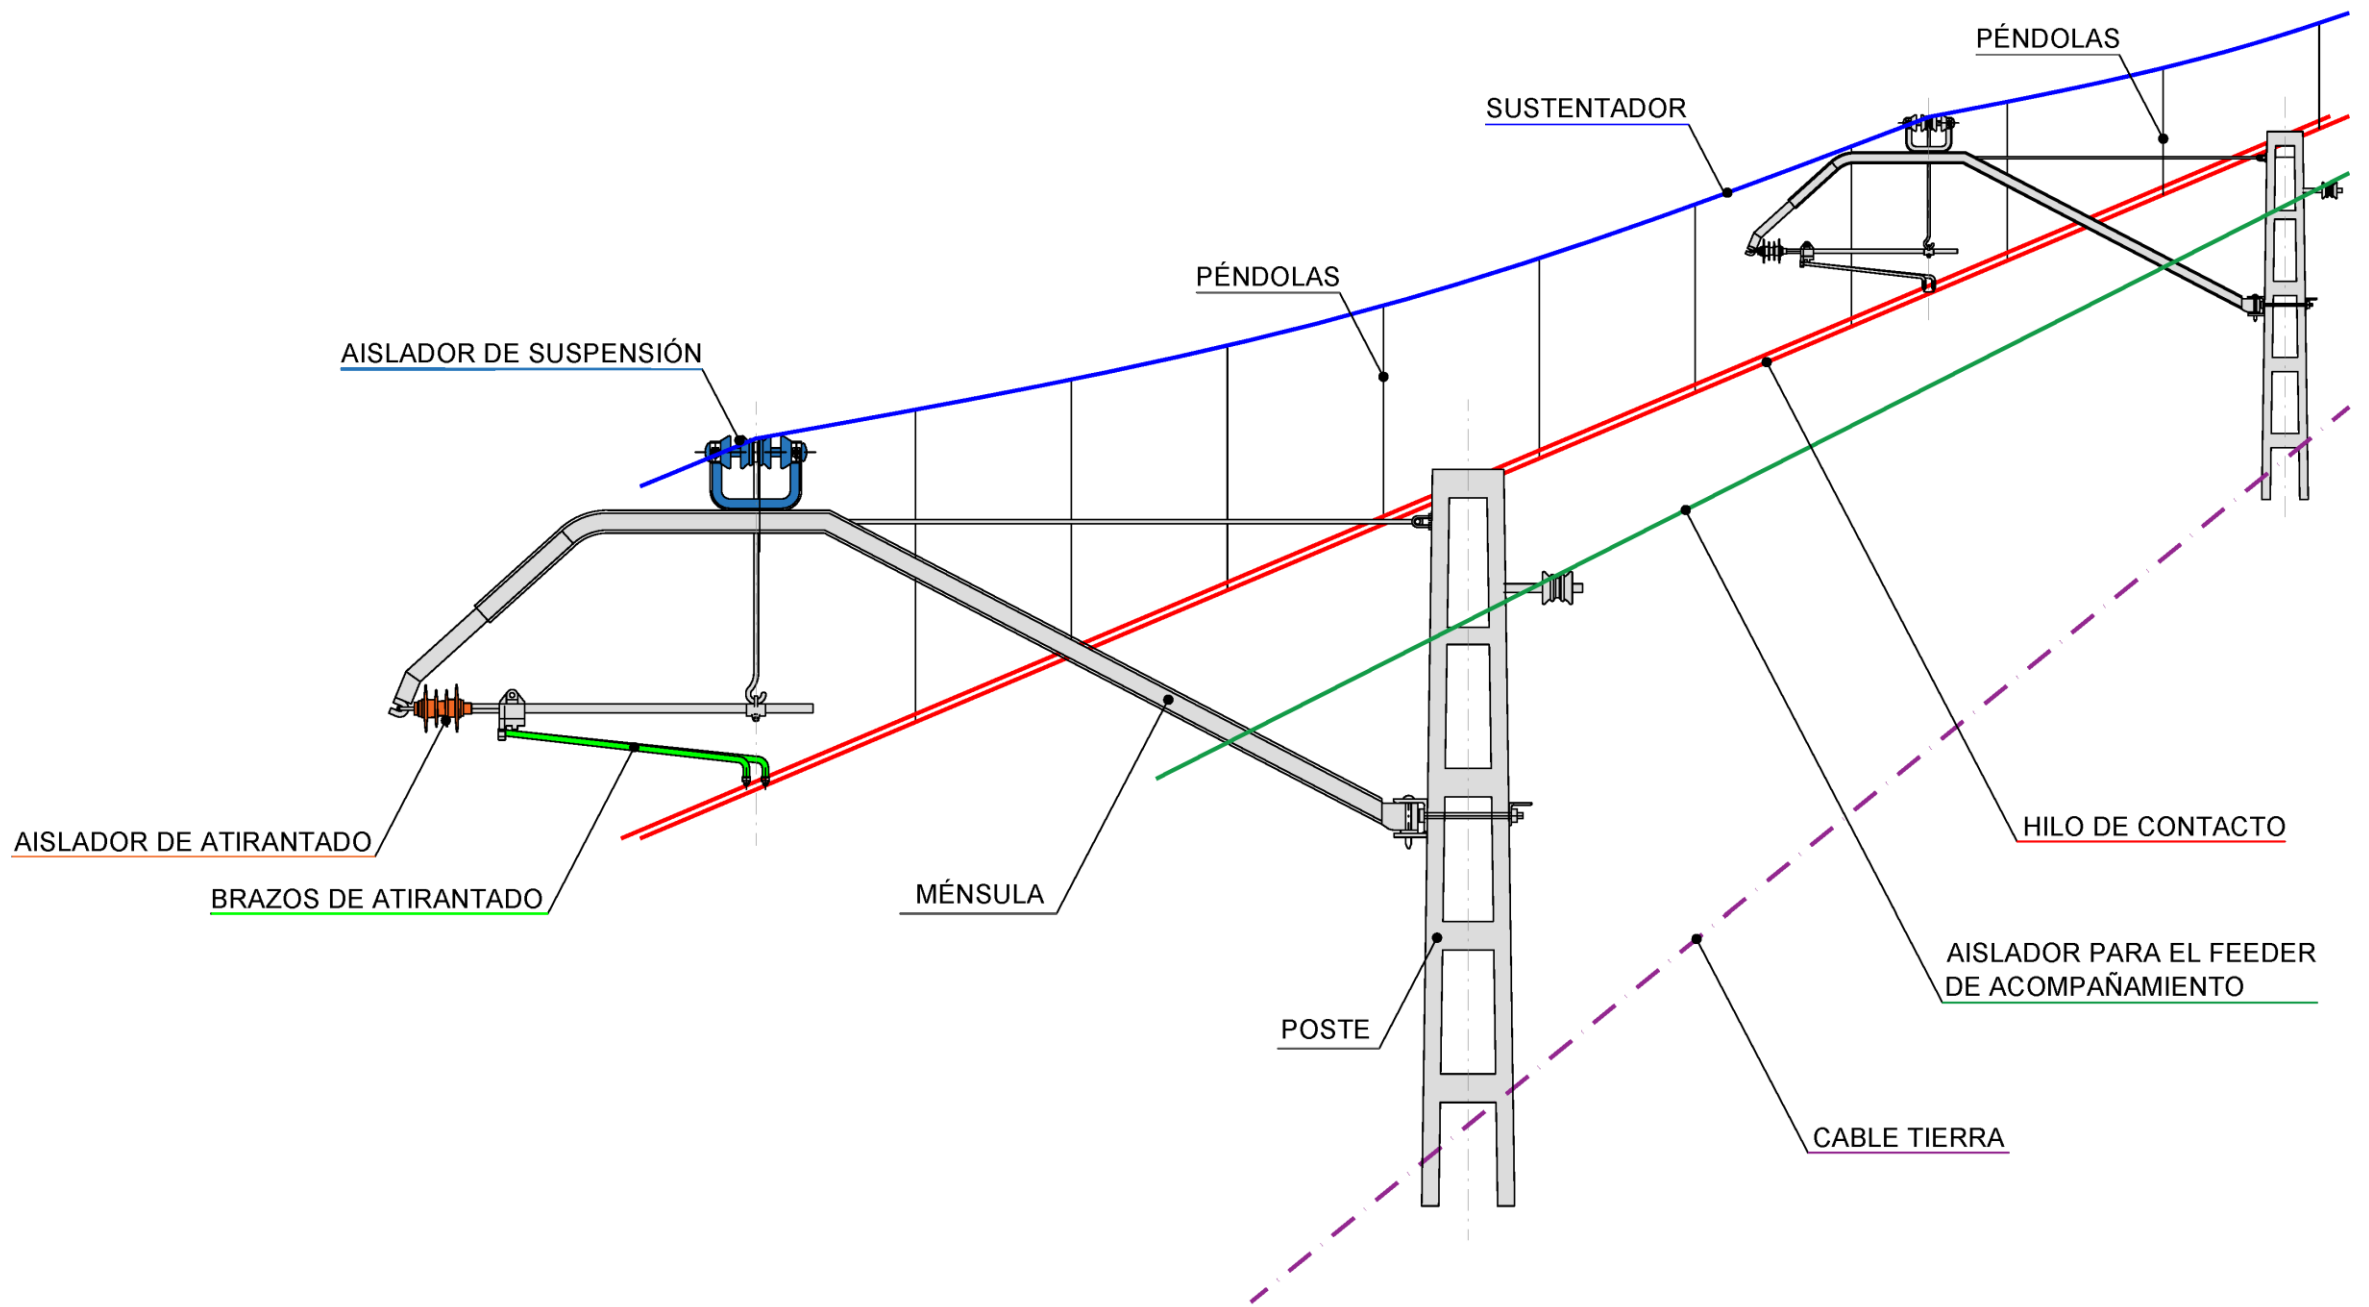 PÉNDOLAS
SUSTENTADOR
PÉNDOLAS
AISLADOR DE SUSPENSIÓN
HILO DE CONTACTO
AISLADOR DE ATIRANTADO
BRAZOS DE ATIRANTADO
MÉNSULA
AISLADOR PARA EL FEEDER
DE ACOMPAÑAMIENTO
POSTE
CABLE TIERRA